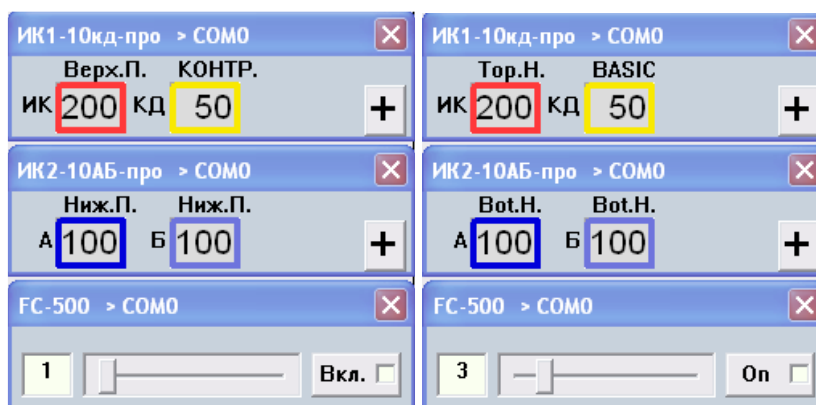 ИК1-10кд-про > COM0
Верх.П. КОНТР.
ИК 200 КД 50 +
ИК2-10АБ-про > COM0
Ниж.П. Ниж.П.
А 100 Б 100 +
FC-500 > COM0
1 Вкл.
ИК1-10кд-про > COM0
Top.H. BASIC
ИК 200 КД 50 +
ИК2-10АБ-про > COM0
Bot.H. Bot.H.
А 100 Б 100 +
FC-500 > COM0
3 On